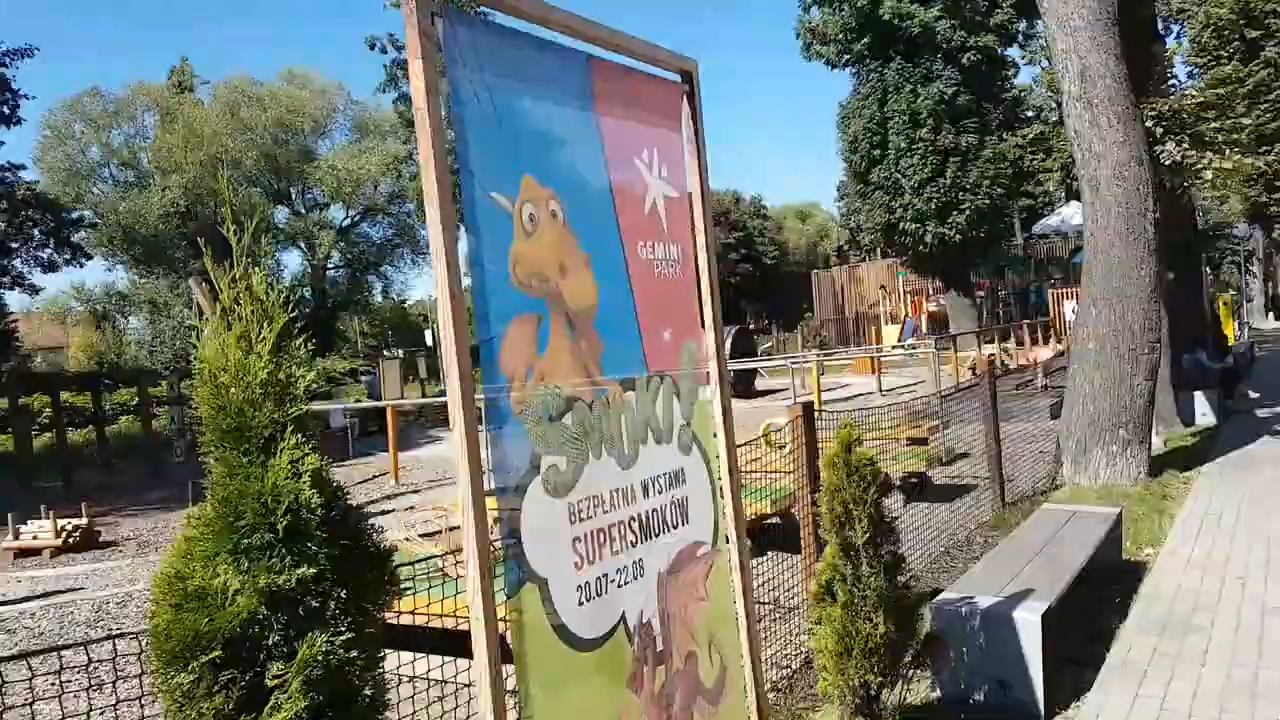 GEMINI
PARK
Smoki!
BEZPŁATNA WYSTAWA
SUPERSMOKÓW
20.07-22.08